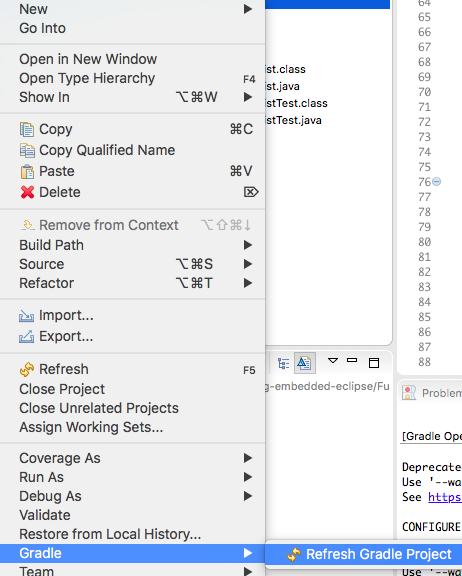 New
Go Into
Open in New Window
Open Type Hierarchy F4
Show In ⌥⌘W
Copy ⌘C
Copy Qualified Name
Paste ⌘V
Delete ⌦
Remove from Context ⌥⇧⌘↓
Build Path
Source ⌥⌘S
Refactor ⌥⌘T
Import...
Export...
Refresh F5
Close Project
Close Unrelated Projects
Assign Working Sets...
Coverage As
Run As
Debug As
Validate
Restore from Local History...
Gradle
Team
Refresh Gradle Project
st.class
st.java
stTest.class
stTest.java
g-embedded-eclipse/Fu
64
65
66
67
68
69
70
71
72
73
74
75
76
77
78
79
80
81
82
83
84
85
86
87
88
Problem
[Gradle Ope
Deprecate
Use '--wa
See https
CONFIGURE
Use '--wa